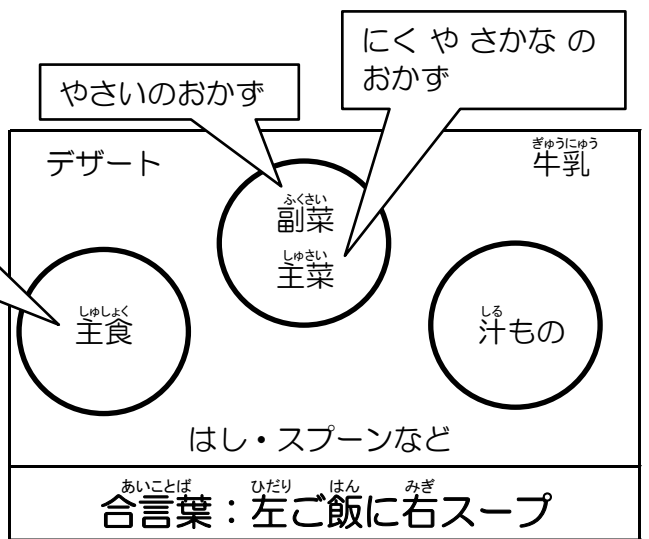 にく や さかな の
おかず
やさいのおかず
デザート
牛乳
ぎゅうにゅう
副菜
ふくさい
主菜
しゅさい
主食
しゅしょく
汁もの
しる
はし・スプーンなど
合言葉：左ご飯に右スープ
あいことば ひだり はん みぎ